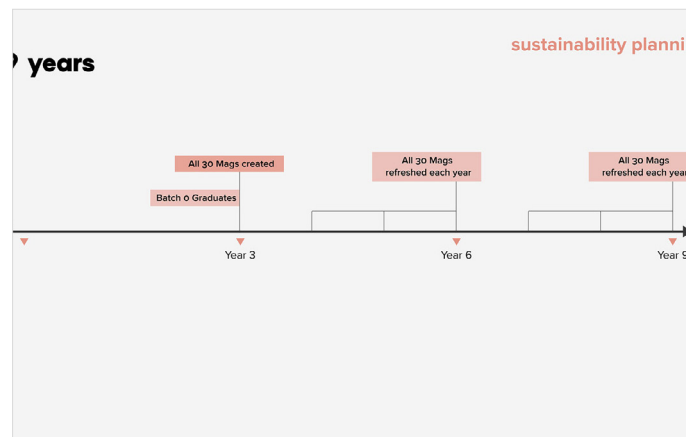 sustainability planni
years
All 30 Mags created
All 30 Mags
refreshed each year
All 30 Mags
refreshed each year
Batch 0 Graduates
Year 3
Year 6
Year 9